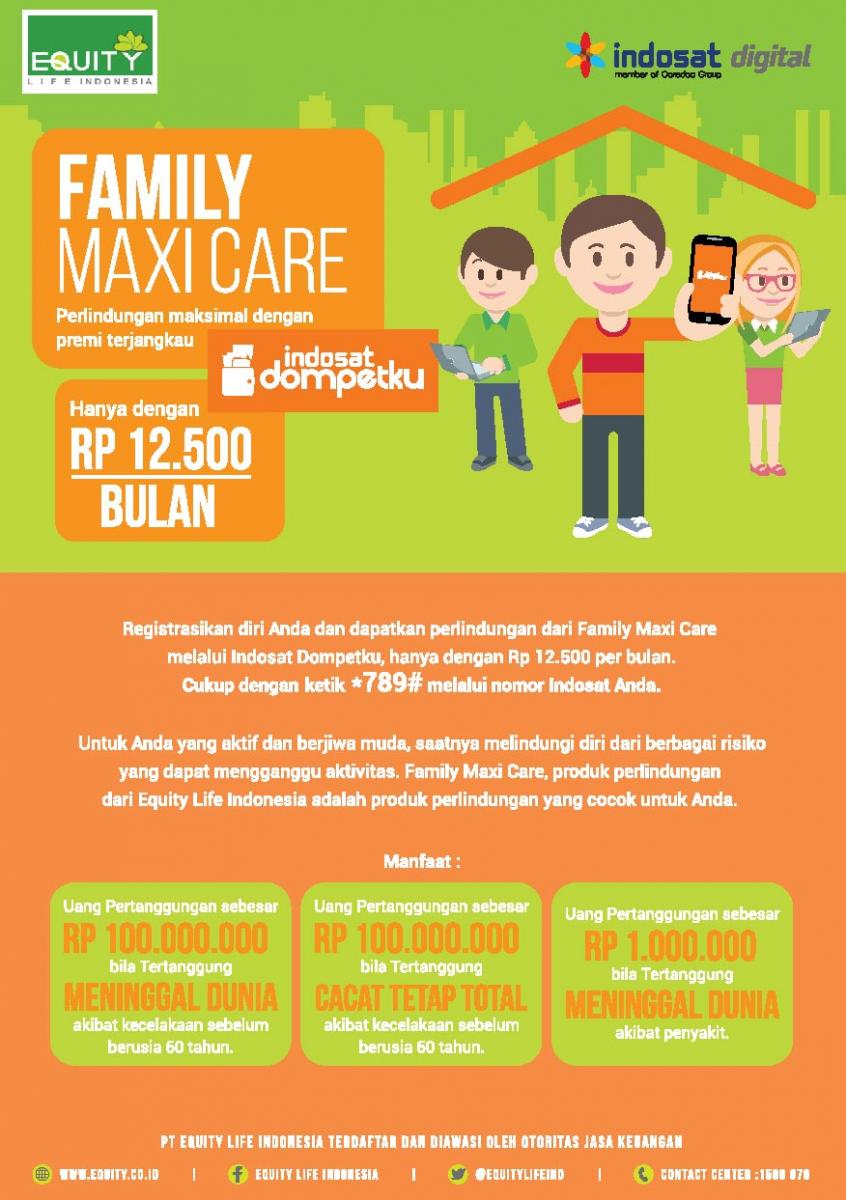 EQUITY
LIFE INDONESIA
indosat digital
member of Ooredoo Group
FAMILY
MAXI CARE
Perlindungan maksimal dengan
premi terjangkau
indosat
dompetku
Hanya dengan
RP 12.500
BULAN
Registrasikan diri Anda dan dapatkan perlindungan dari Family Maxi Care
melalui Indosat Dompetku, hanya dengan Rp 12.500 per bulan.
Cukup dengan ketik *789# melalui nomor Indosat Anda.
Untuk Anda yang aktif dan berjiwa muda, saatnya melindungi diri dari berbagai risiko
yang dapat mengganggu aktivitas. Family Maxi Care, produk perlindungan
dari Equity Life Indonesia adalah produk perlindungan yang cocok untuk Anda.
Manfaat :
Uang Pertanggungan sebesar
RP 100.000.000
bila Tertanggung
MENINGGAL DUNIA
akibat kecelakaan sebelum
berusia 60 tahun.
Uang Pertanggungan sebesar
RP 100.000.000
bila Tertanggung
CACAT TETAP TOTAL
akibat kecelakaan sebelum
berusia 60 tahun.
Uang Pertanggungan sebesar
RP 1.000.000
bila Tertanggung
MENINGGAL DUNIA
akibat penyakit.
PT EQUITY LIFE INDONESIA TERDAFTAR DAN DIAWASI OLEH OTORITAS JASA KEUANGAN
WWW.EQUITY.CO.ID | EQUITY LIFE INDONESIA | @EQUITYLIFEIND | CONTACT CENTER :1500 079